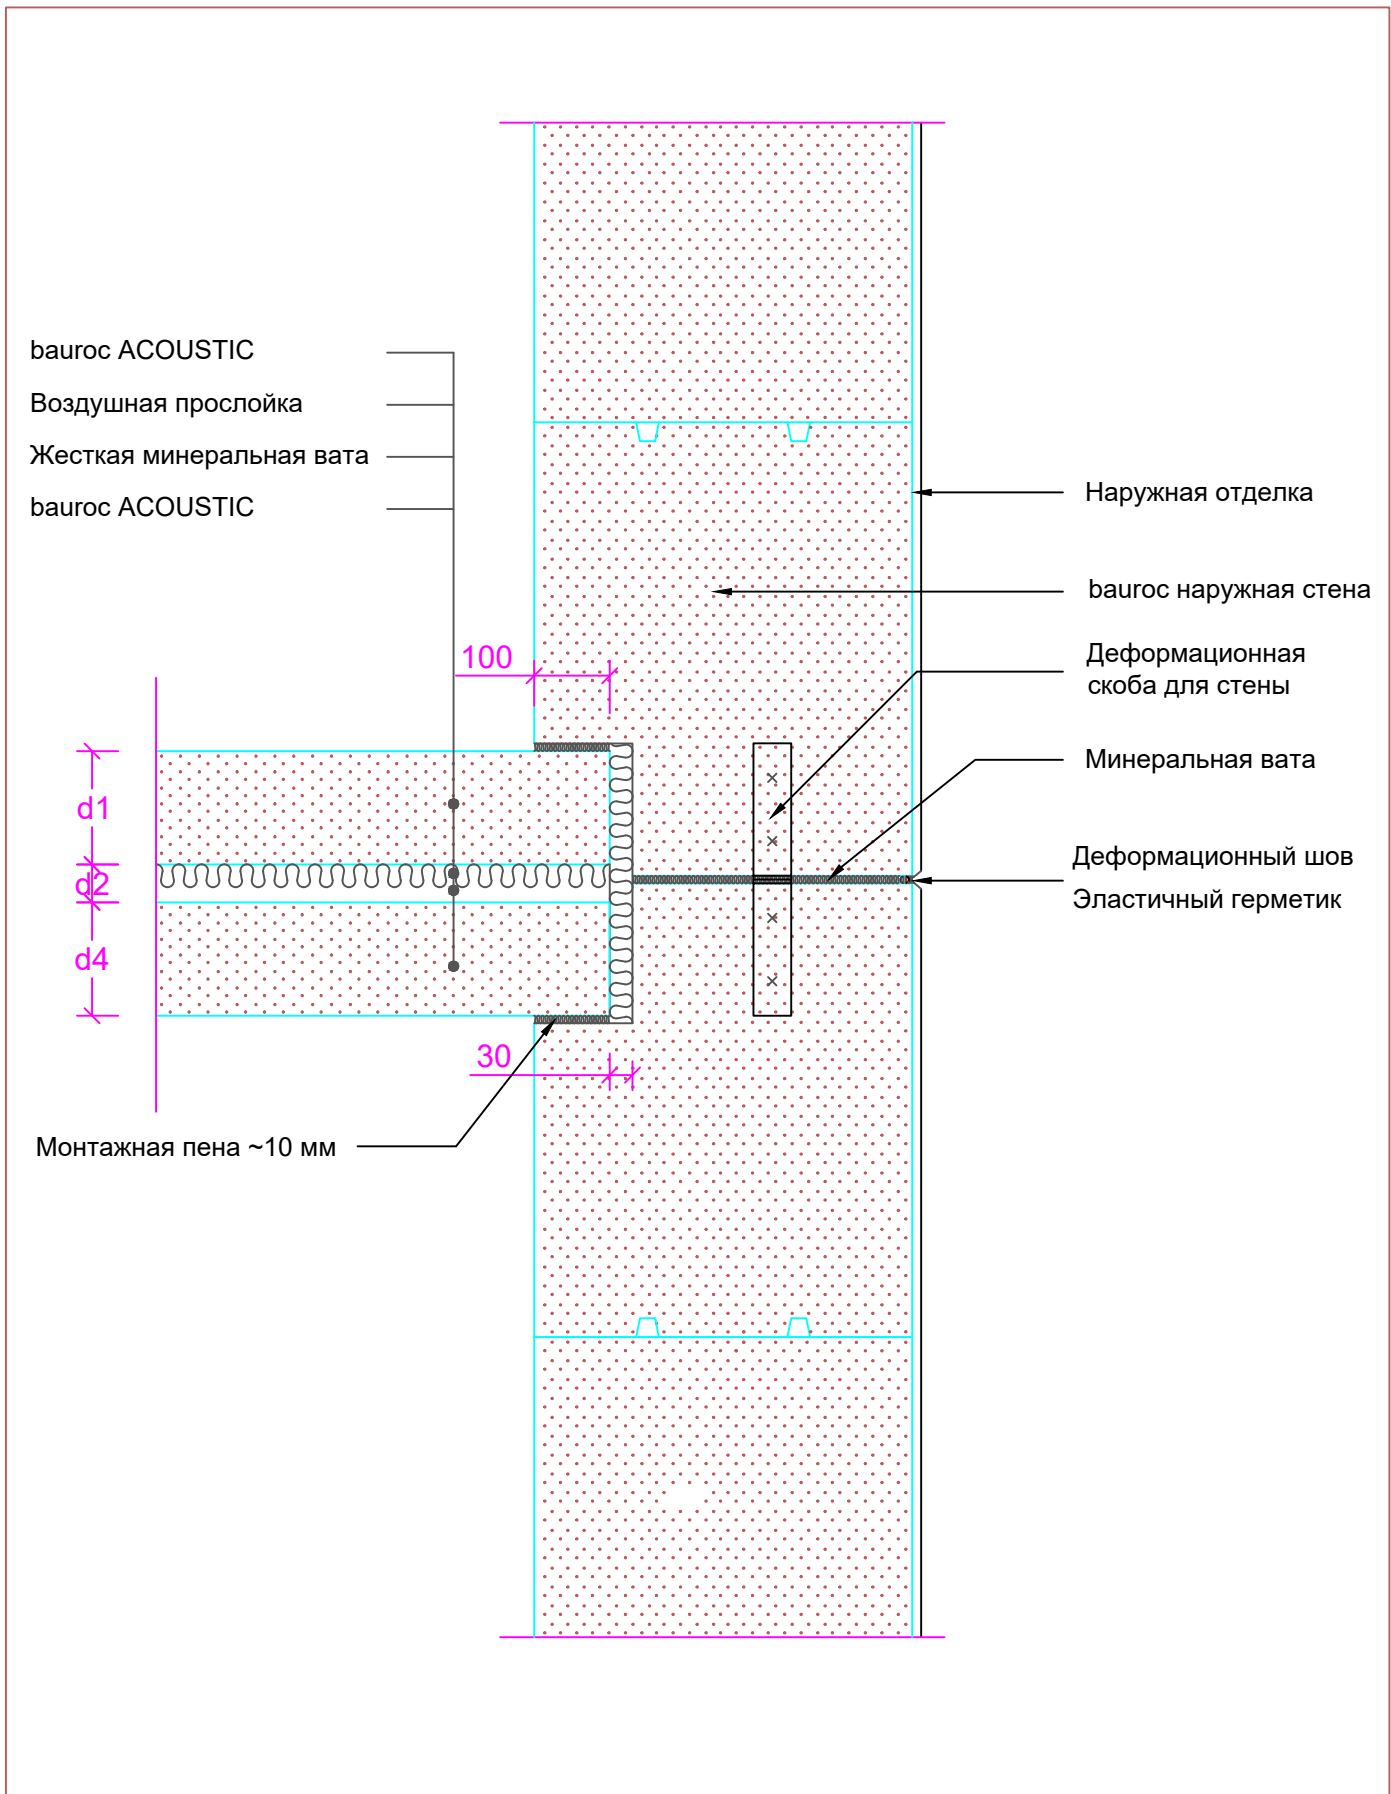 bauroc ACOUSTIC
Воздушная прослойка
Жесткая минеральная вата
bauroc ACOUSTIC
Наружная отделка
bauroc наружная стена
Деформационная
скоба для стены
100
Минеральная вата
d1
Деформационный шов
d2
Эластичный герметик
d4
30
Монтажная пена ~10 мм